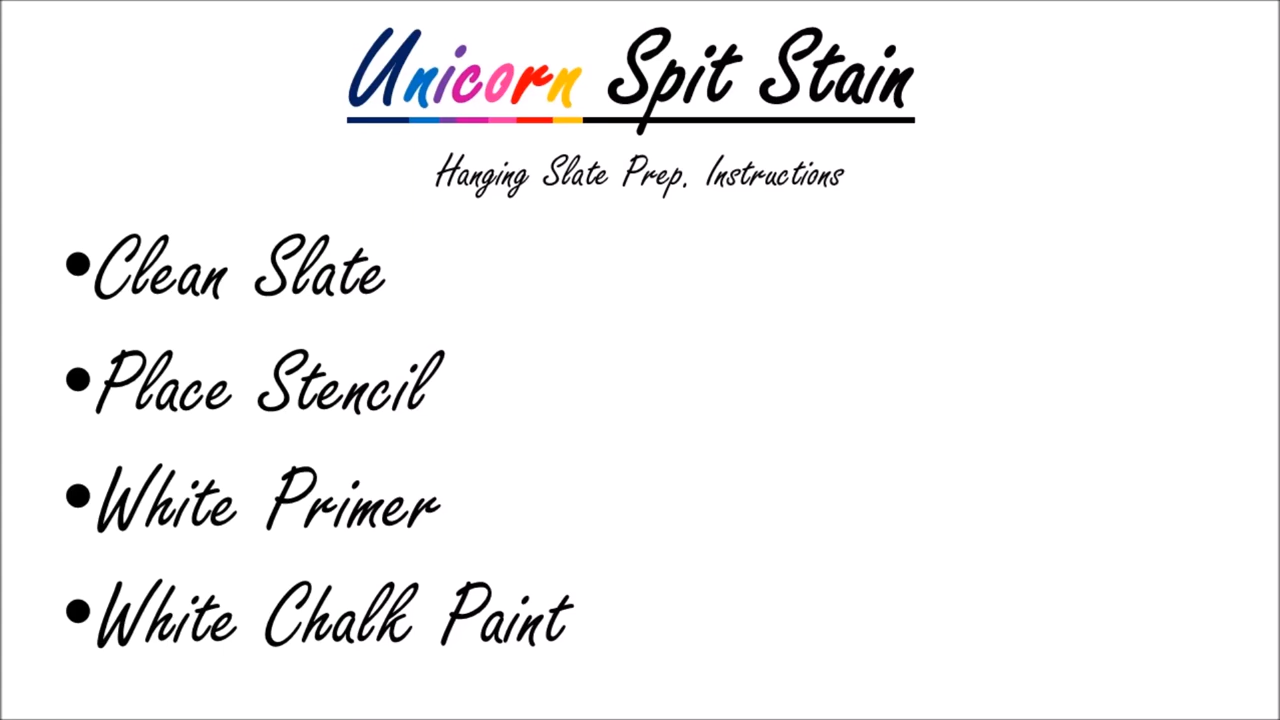 Unicorn Spit Stain
Hanging Slate Prep. Instructions
•Clean Slate
•Place Stencil
•White Primer
•White Chalk Paint